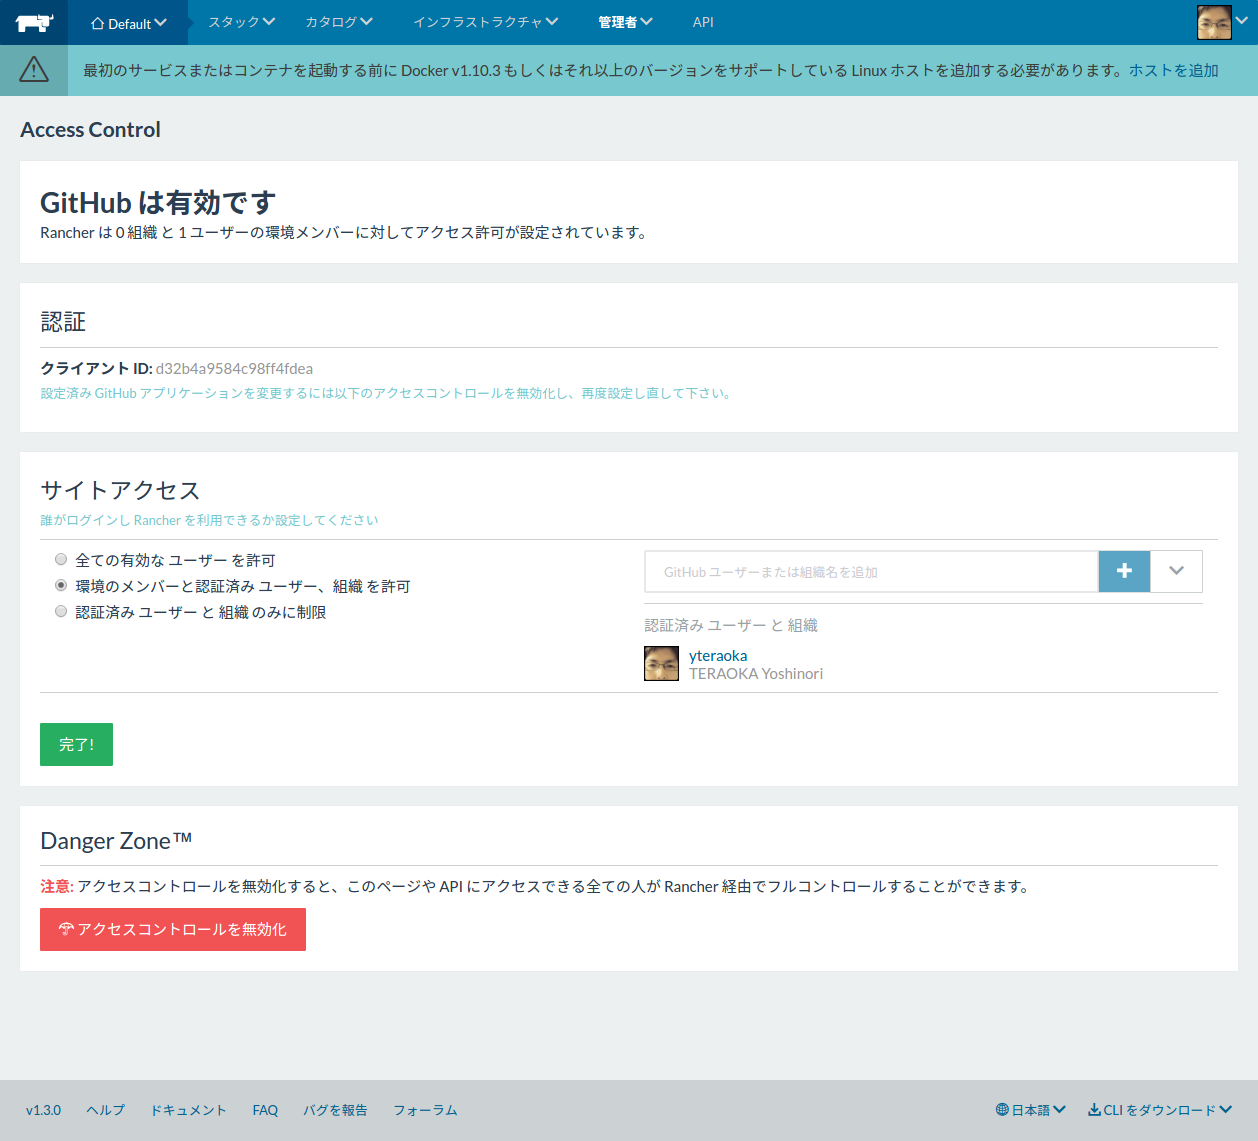 Default スタック カタログ インフラストラクチャ 管理者 API
最初のサービスまたはコンテナを起動する前に Docker v1.10.3 もしくはそれ以上のバージョンをサポートしている Linux ホストを追加する必要があります。ホストを追加
Access Control
GitHub は有効です
Rancher は 0 組織 と 1 ユーザーの環境メンバーに対してアクセス許可が設定されています。
認証
クライアント ID: d32b4a9584c98ff4fdea
設定済み GitHub アプリケーションを変更するには以下のアクセスコントロールを無効化し、再度設定し直して下さい。
サイトアクセス
誰がログインし Rancher を利用できるか設定してください
全ての有効な ユーザー を許可
環境のメンバーと認証済み ユーザー、組織 を許可
認証済み ユーザー と 組織 のみに制限
GitHub ユーザーまたは組織名を追加
認証済み ユーザー と 組織
yteraoka
TERAOKA Yoshinori
完了!
Danger Zone™
注意: アクセスコントロールを無効化すると、このページや API にアクセスできる全ての人が Rancher 経由でフルコントロールすることができます。
アクセスコントロールを無効化
v1.3.0 ヘルプ ドキュメント FAQ バグを報告 フォーラム 日本語 CLI をダウンロード